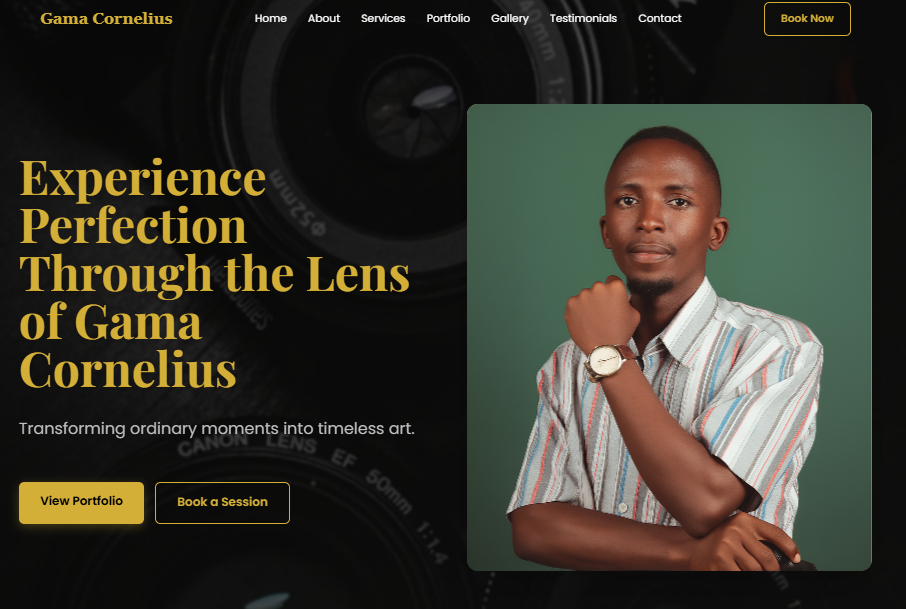 Gama Cornelius
Home About Services Portfolio Gallery Testimonials Contact
Book Now
Experience
Perfection
Through the Lens
of Gama
Cornelius
Transforming ordinary moments into timeless art.
View Portfolio
Book a Session
Ø 52mm
CANON LENS EF 50mm 1:1.4